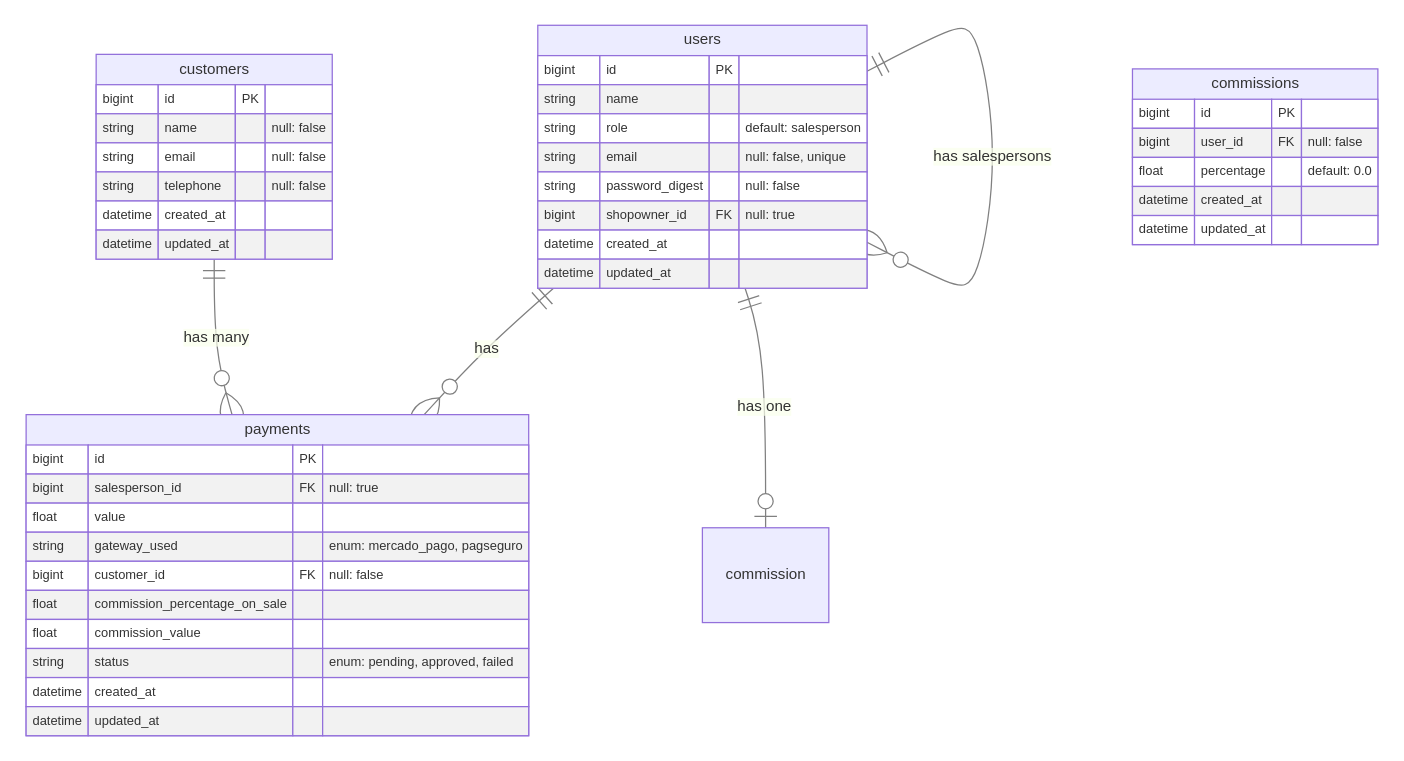 customers
bigint id PK
string name null: false
string email null: false
string telephone null: false
datetime created_at
datetime updated_at
users
bigint id PK
string name
string role default: salesperson
string email null: false, unique
string password_digest null: false
bigint shopowner_id FK null: true
datetime created_at
datetime updated_at
has salespersons
commissions
bigint id PK
bigint user_id FK null: false
float percentage default: 0.0
datetime created_at
datetime updated_at
has many
has
has one
payments
bigint id PK
bigint salesperson_id FK null: true
float value
string gateway_used enum: mercado_pago, pagseguro
bigint customer_id FK null: false
float commission_percentage_on_sale
float commission_value
string status enum: pending, approved, failed
datetime created_at
datetime updated_at
commission